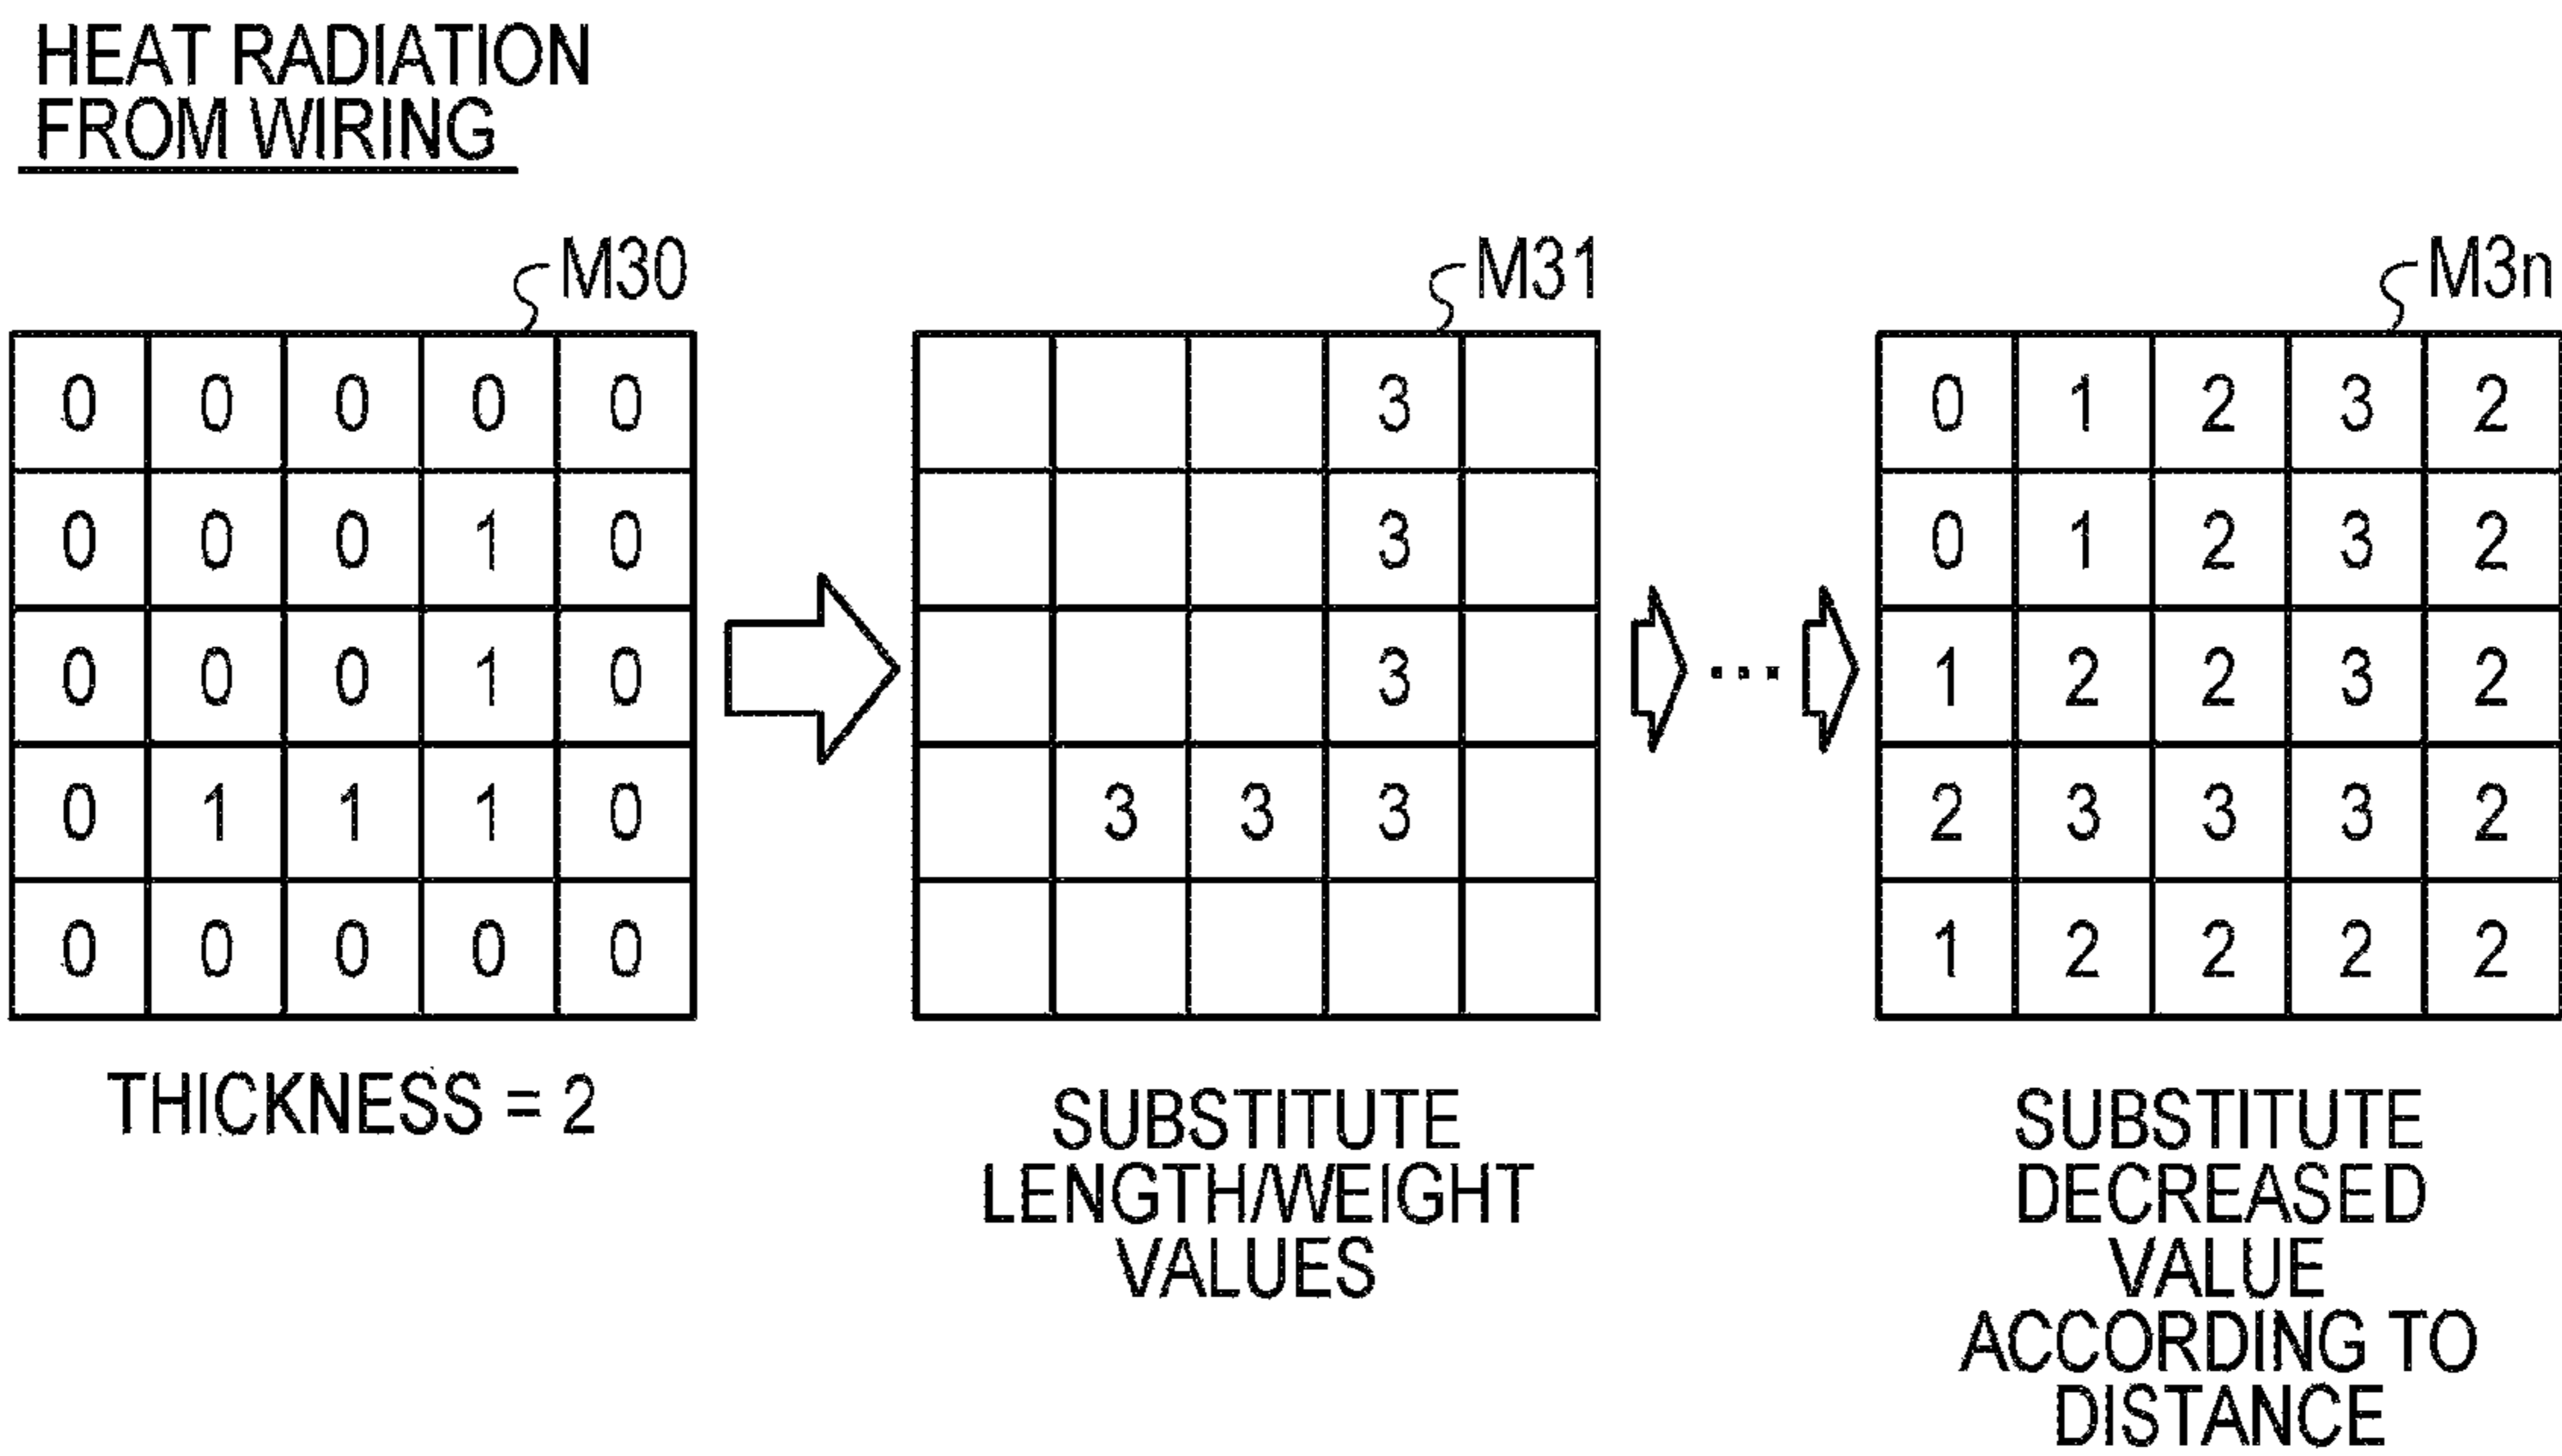 HEAT RADIATION
FROM WIRING
M30
M31
M3n
0 0 0 0 0
0 0 0 1 0
0 0 0 1 0
0 1 1 1 0
0 0 0 0 0
THICKNESS = 2
3
3
3
3 3 3
SUBSTITUTE
LENGTH/WEIGHT
VALUES
...
0 1 2 3 2
0 1 2 3 2
1 2 2 3 2
2 3 3 3 2
1 2 2 2 2
SUBSTITUTE
DECREASED
VALUE
ACCORDING TO
DISTANCE